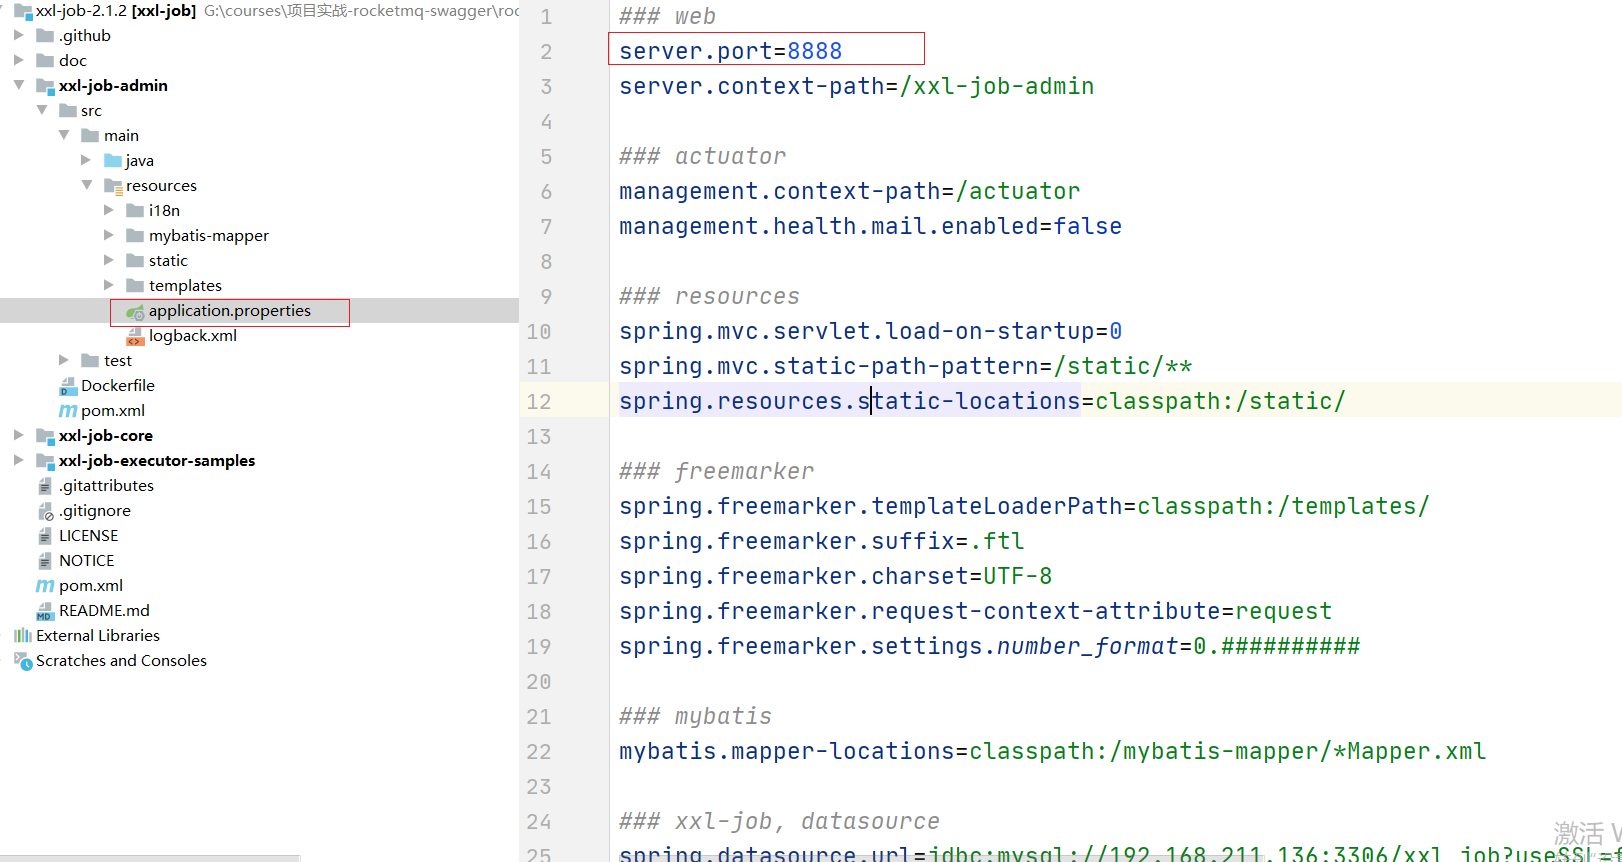 xxl-job-2.1.2 [xxl-job] G:\courses\项目实战-rocketmq-swagger\roc
.github
doc
xxl-job-admin
src
main
java
resources
i18n
mybatis-mapper
static
templates
application.properties
logback.xml
test
Dockerfile
pom.xml
xxl-job-core
xxl-job-executor-samples
.gitattributes
.gitignore
LICENSE
NOTICE
pom.xml
README.md
External Libraries
Scratches and Consoles
1 ### web
2 server.port=8888
3 server.context-path=/xxl-job-admin
4
5 ### actuator
6 management.context-path=/actuator
7 management.health.mail.enabled=false
8
9 ### resources
10 spring.mvc.servlet.load-on-startup=0
11 spring.mvc.static-path-pattern=/static/**
12 spring.resources.static-locations=classpath:/static/
13
14 ### freemarker
15 spring.freemarker.templateLoaderPath=classpath:/templates/
16 spring.freemarker.suffix=.ftl
17 spring.freemarker.charset=UTF-8
18 spring.freemarker.request-context-attribute=request
19 spring.freemarker.settings.number_format=0.##########
20
21 ### mybatis
22 mybatis.mapper-locations=classpath:/mybatis-mapper/*Mapper.xml
23
24 ### xxl-job, datasource
25 spring.datasource.url=jdbc:mysql://192.168.211.136:3306/xxl_job?useSSL=f
激活 W